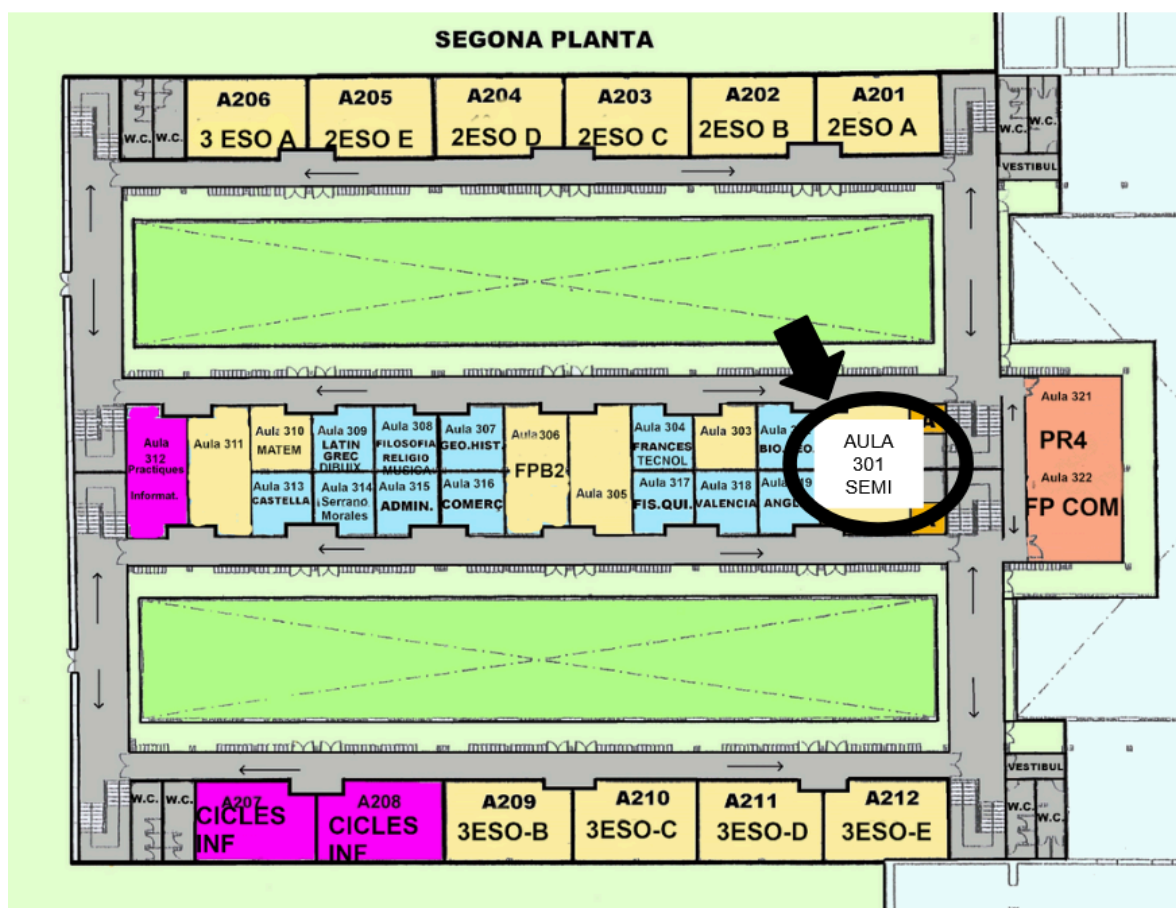 SEGONA PLANTA
A206
3 ESO A
A205
2ESO E
A204
2ESO D
A203
2ESO C
A202
2ESO B
A201
2ESO A
W.C.
W.C.
W.C.
W.C.
VESTIBUL
Aula
312
Practiques
Informat.
Aula 311
Aula 310
MATEM
Aula 309
LATIN
GREC
DIBUIX
Aula 308
FILOSOFIA
RELIGIO
MUSICA
Aula 307
GEO.HIST.
Aula 306
FPB2
Aula 305
Aula 304
FRANCES
TECNOL
Aula 303
AULA
301
SEMI
Aula 321
PR4
Aula 322
FP COM
Aula 313
CASTELLA
Aula 314
Serrano
Morales
Aula 315
ADMIN.
Aula 316
COMERÇ
Aula 317
FIS.QUI.
Aula 318
VALENCIA
A207
CICLES
INF
A208
CICLES
INF
A209
3ESO-B
A210
3ESO-C
A211
3ESO-D
A212
3ESO-E
W.C.
W.C.
VESTIBUL
W.C.
W.C.